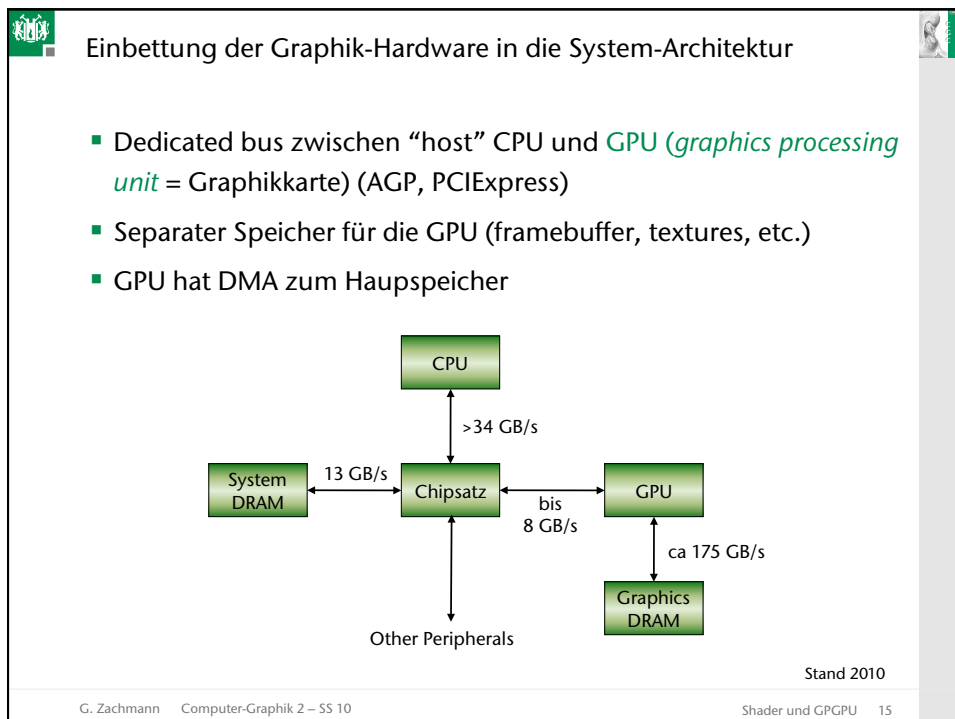 Einbettung der Graphik-Hardware in die System-Architektur
▪ Dedicated bus zwischen “host” CPU und GPU (graphics processing
unit = Graphikkarte) (AGP, PCIExpress)
▪ Separater Speicher für die GPU (framebuffer, textures, etc.)
▪ GPU hat DMA zum Haupspeicher
CPU
>34 GB/s
System
DRAM
13 GB/s
Chipsatz
bis
8 GB/s
GPU
ca 175 GB/s
Graphics
DRAM
Other Peripherals
Stand 2010
G. Zachmann Computer-Graphik 2 – SS 10
Shader und GPGPU 15